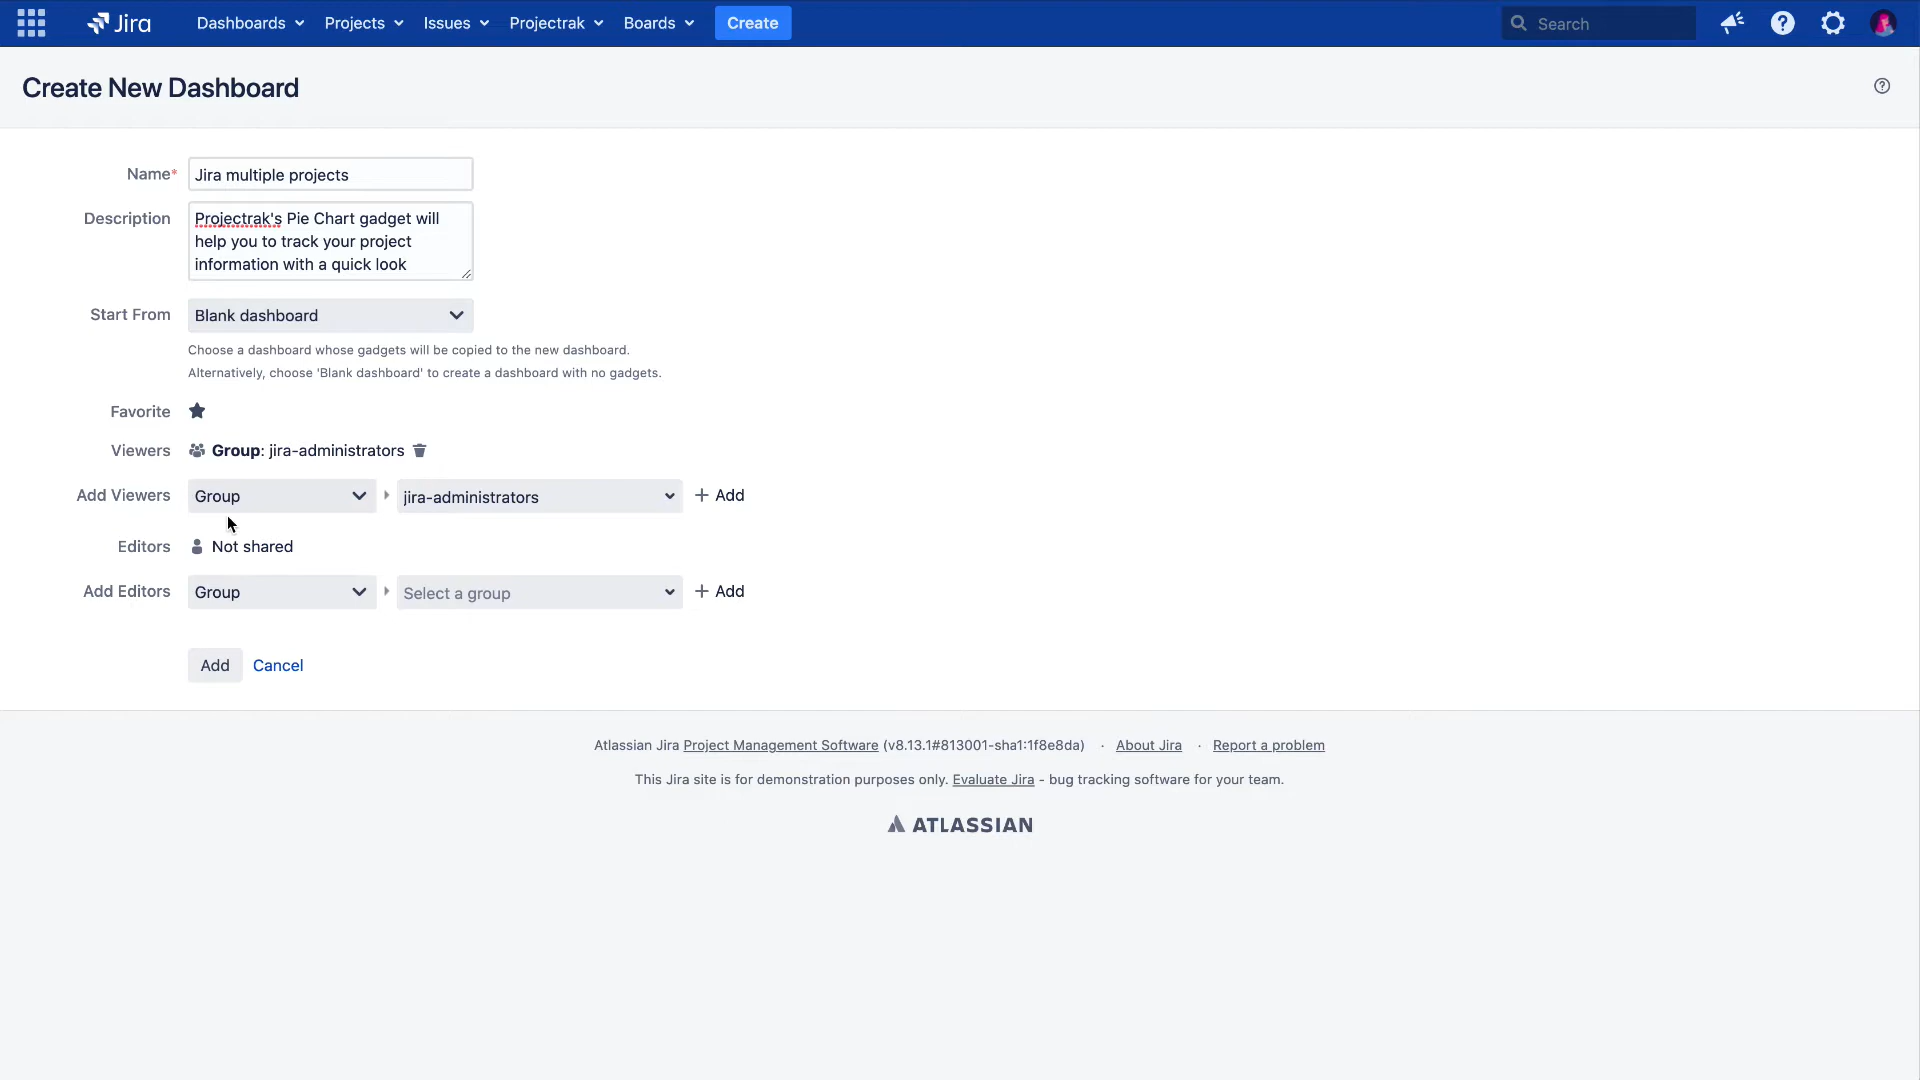 Jira Dashboards Projects Issues Projectrak Boards Create Search
Create New Dashboard
Name* Jira multiple projects
Description Projectrak's Pie Chart gadget will
help you to track your project
information with a quick look
Start From Blank dashboard
Choose a dashboard whose gadgets will be copied to the new dashboard.
Alternatively, choose 'Blank dashboard' to create a dashboard with no gadgets.
Favorite
Viewers Group: jira-administrators
Add Viewers Group jira-administrators + Add
Editors Not shared
Add Editors Group Select a group + Add
Add Cancel
Atlassian Jira Project Management Software (v8.13.1#813001-sha1:1f8e8da) · About Jira · Report a problem
This Jira site is for demonstration purposes only. Evaluate Jira - bug tracking software for your team.
ATLASSIAN